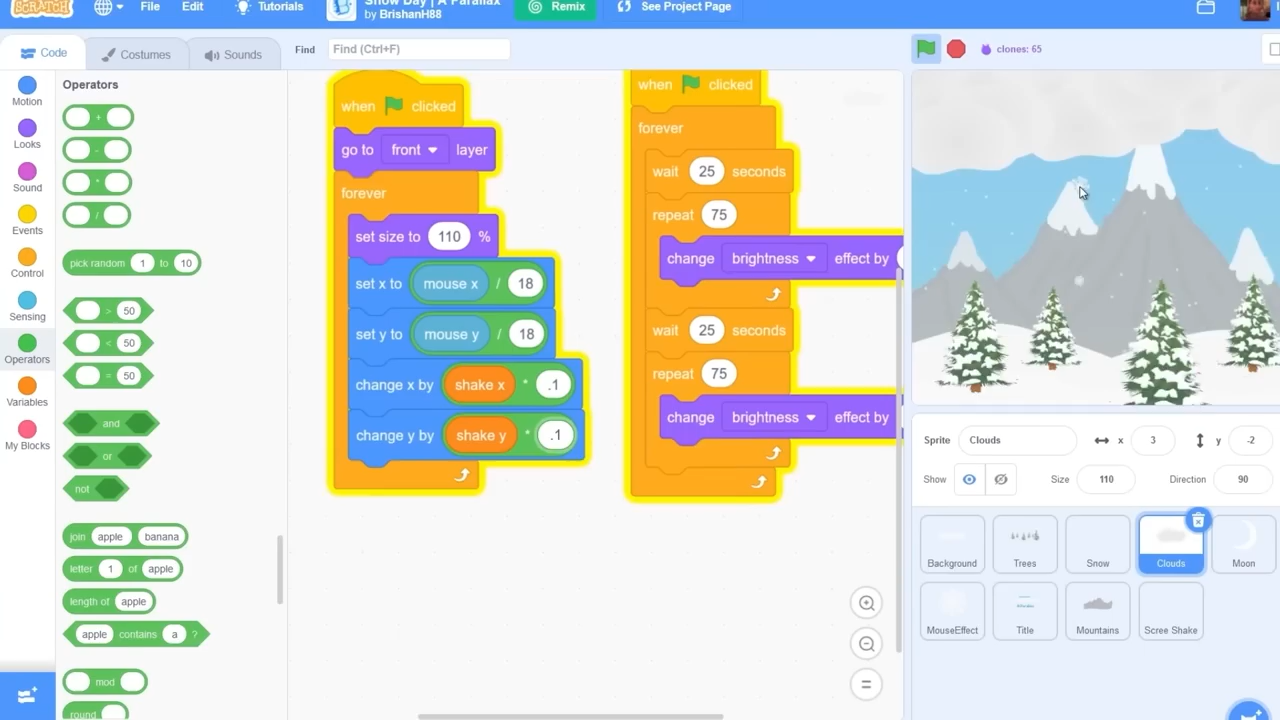 SCRATCH File Edit Tutorials Snow Day | A Parallax by BrishanH88 Remix See Project Page
Code Costumes Sounds Find Find (Ctrl+F) clones: 65
Motion
Looks
Sound
Events
Control
Sensing
Operators
Variables
My Blocks
Operators
+
-
*
/
pick random 1 to 10
> 50
< 50
= 50
and
or
not
join apple banana
letter 1 of apple
length of apple
apple contains a ?
mod
round
when clicked
go to front layer
forever
set size to 110 %
set x to mouse x / 18
set y to mouse y / 18
change x by shake x * .1
change y by shake y * .1
when clicked
forever
wait 25 seconds
repeat 75
change brightness effect by
wait 25 seconds
repeat 75
change brightness effect by
Sprite Clouds x 3 y -2
Show Size 110 Direction 90
Background Trees Snow Clouds Moon
MouseEffect Title Mountains Scree Shake